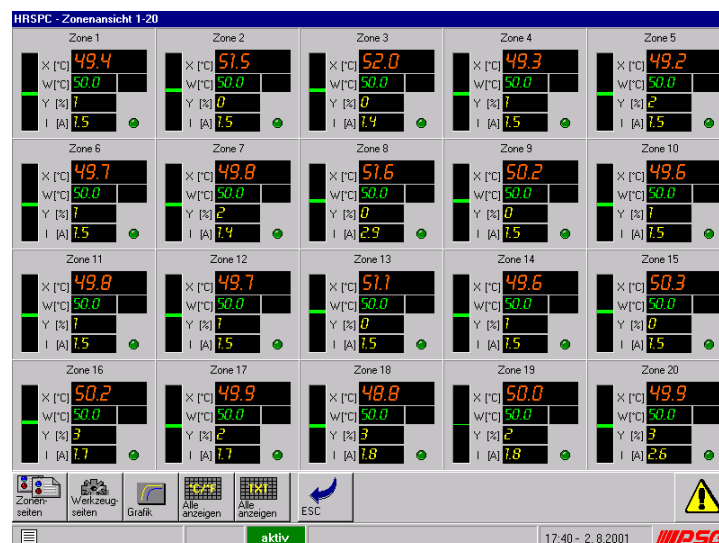 HRSPC - Zonenansicht 1-20
Zone 1 Zone 2 Zone 3 Zone 4 Zone 5
X [°C] 49.4 X [°C] 51.5 X [°C] 52.0 X [°C] 49.3 X [°C] 49.2
W[°C] 50.0 W[°C] 50.0 W[°C] 50.0 W[°C] 50.0 W[°C] 50.0
Y [%] 1 Y [%] 0 Y [%] 0 Y [%] 1 Y [%] 2
I [A] 1.5 I [A] 1.5 I [A] 1.4 I [A] 1.5 I [A] 1.5
Zone 6 Zone 7 Zone 8 Zone 9 Zone 10
X [°C] 49.7 X [°C] 49.8 X [°C] 51.6 X [°C] 50.2 X [°C] 49.6
W[°C] 50.0 W[°C] 50.0 W[°C] 50.0 W[°C] 50.0 W[°C] 50.0
Y [%] 1 Y [%] 2 Y [%] 0 Y [%] 0 Y [%] 1
I [A] 1.5 I [A] 1.4 I [A] 2.9 I [A] 1.5 I [A] 1.5
Zone 11 Zone 12 Zone 13 Zone 14 Zone 15
X [°C] 49.8 X [°C] 49.7 X [°C] 51.1 X [°C] 49.6 X [°C] 50.3
W[°C] 50.0 W[°C] 50.0 W[°C] 50.0 W[°C] 50.0 W[°C] 50.0
Y [%] 1 Y [%] 1 Y [%] 0 Y [%] 1 Y [%] 0
I [A] 1.5 I [A] 1.5 I [A] 1.5 I [A] 1.5 I [A] 1.5
Zone 16 Zone 17 Zone 18 Zone 19 Zone 20
X [°C] 50.2 X [°C] 49.9 X [°C] 48.8 X [°C] 50.0 X [°C] 49.9
W[°C] 50.0 W[°C] 50.0 W[°C] 50.0 W[°C] 50.0 W[°C] 50.0
Y [%] 3 Y [%] 2 Y [%] 3 Y [%] 2 Y [%] 3
I [A] 1.7 I [A] 1.7 I [A] 1.8 I [A] 1.8 I [A] 2.6
°C/°F TXT
Zonen- Werkzeug- Alle Alle
seiten seiten Grafik anzeigen anzeigen ESC
aktiv 17:40 - 2. 8.2001 PSG